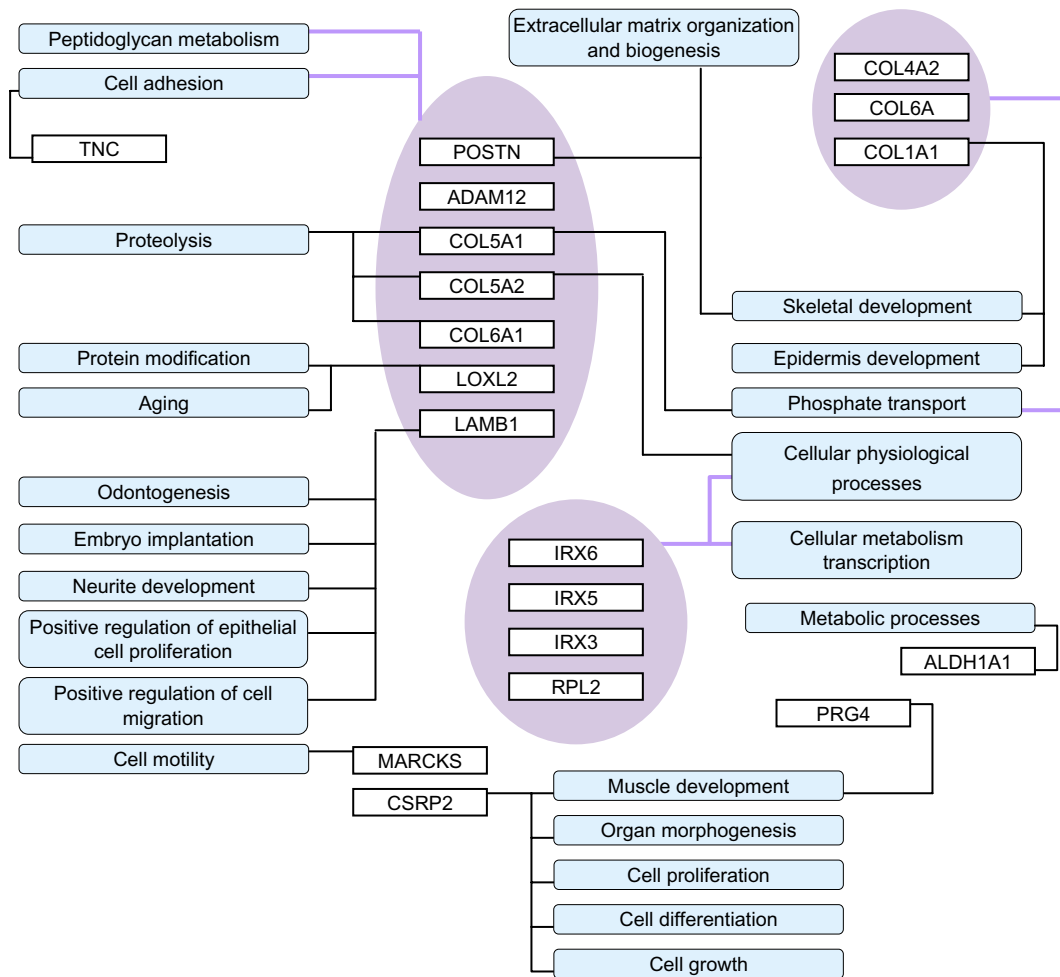 Peptidoglycan metabolism
Cell adhesion
TNC
Extracellular matrix organization
and biogenesis
COL4A2
COL6A
COL1A1
POSTN
ADAM12
COL5A1
COL5A2
COL6A1
LOXL2
LAMB1
Proteolysis
Protein modification
Aging
Skeletal development
Epidermis development
Phosphate transport
Cellular physiological
processes
Cellular metabolism
transcription
Odontogenesis
Embryo implantation
Neurite development
Positive regulation of epithelial
cell proliferation
Positive regulation of cell
migration
Cell motility
IRX6
IRX5
IRX3
RPL2
Metabolic processes
ALDH1A1
PRG4
MARCKS
CSRP2
Muscle development
Organ morphogenesis
Cell proliferation
Cell differentiation
Cell growth